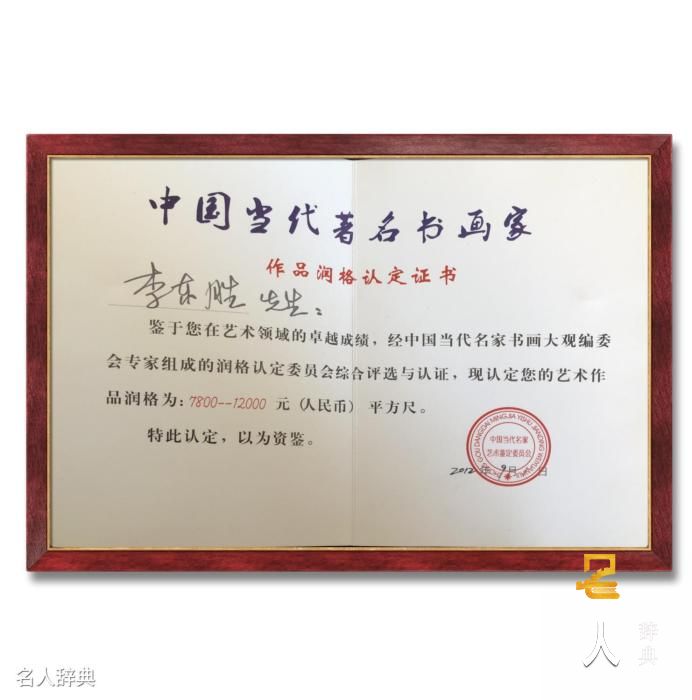 中国当代著名书画家
作品润格认定证书
李东胜 先生：
鉴于您在艺术领域的卓越成绩，经中国当代名家书画大观编委
会专家组成的润格认定委员会综合评选与认证，现认定您的艺术作
品润格为：7800--12000 元（人民币）平方尺。
特此认定，以为资鉴。
中国当代名家
艺术鉴定委员会
2012年9月 日
名人辞典
名人辞典